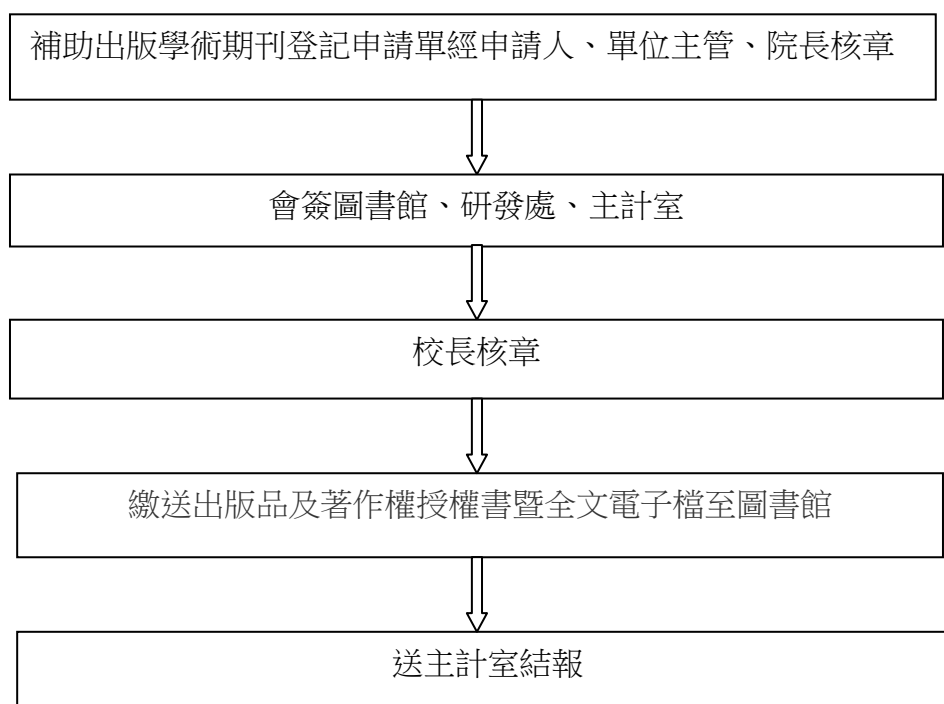 補助出版學術期刊登記申請單經申請人、單位主管、院長核章
會簽圖書館、研發處、主計室
校長核章
繳送出版品及著作權授權書暨全文電子檔至圖書館
送主計室結報